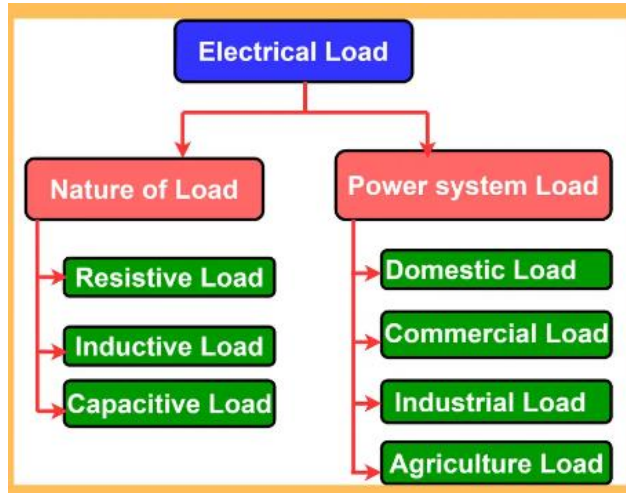 Electrical Load
Nature of Load
Resistive Load
Inductive Load
Capacitive Load
Power system Load
Domestic Load
Commercial Load
Industrial Load
Agriculture Load